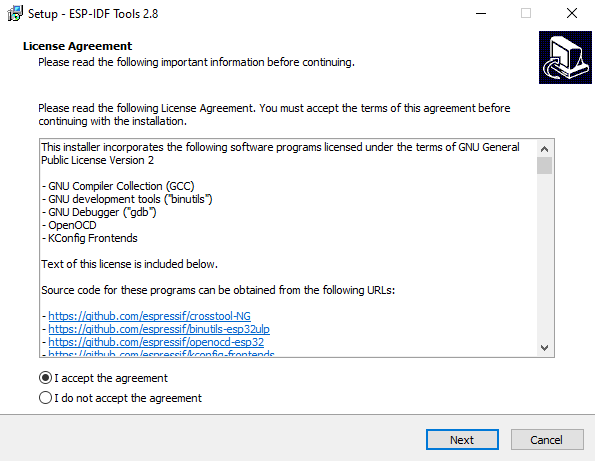 Setup - ESP-IDF Tools 2.8
License Agreement
Please read the following important information before continuing.
Please read the following License Agreement. You must accept the terms of this agreement before
continuing with the installation.
This installer incorporates the following software programs licensed under the terms of GNU General
Public License Version 2
- GNU Compiler Collection (GCC)
- GNU development tools ("binutils")
- GNU Debugger ("gdb")
- OpenOCD
- KConfig Frontends
Text of this license is included below.
Source code for these programs can be obtained from the following URLs:
- https://github.com/espressif/crosstool-NG
- https://github.com/espressif/binutils-esp32ulp
- https://github.com/espressif/openocd-esp32
- https://github.com/espressif/kconfig-frontends
I accept the agreement
I do not accept the agreement
Next
Cancel